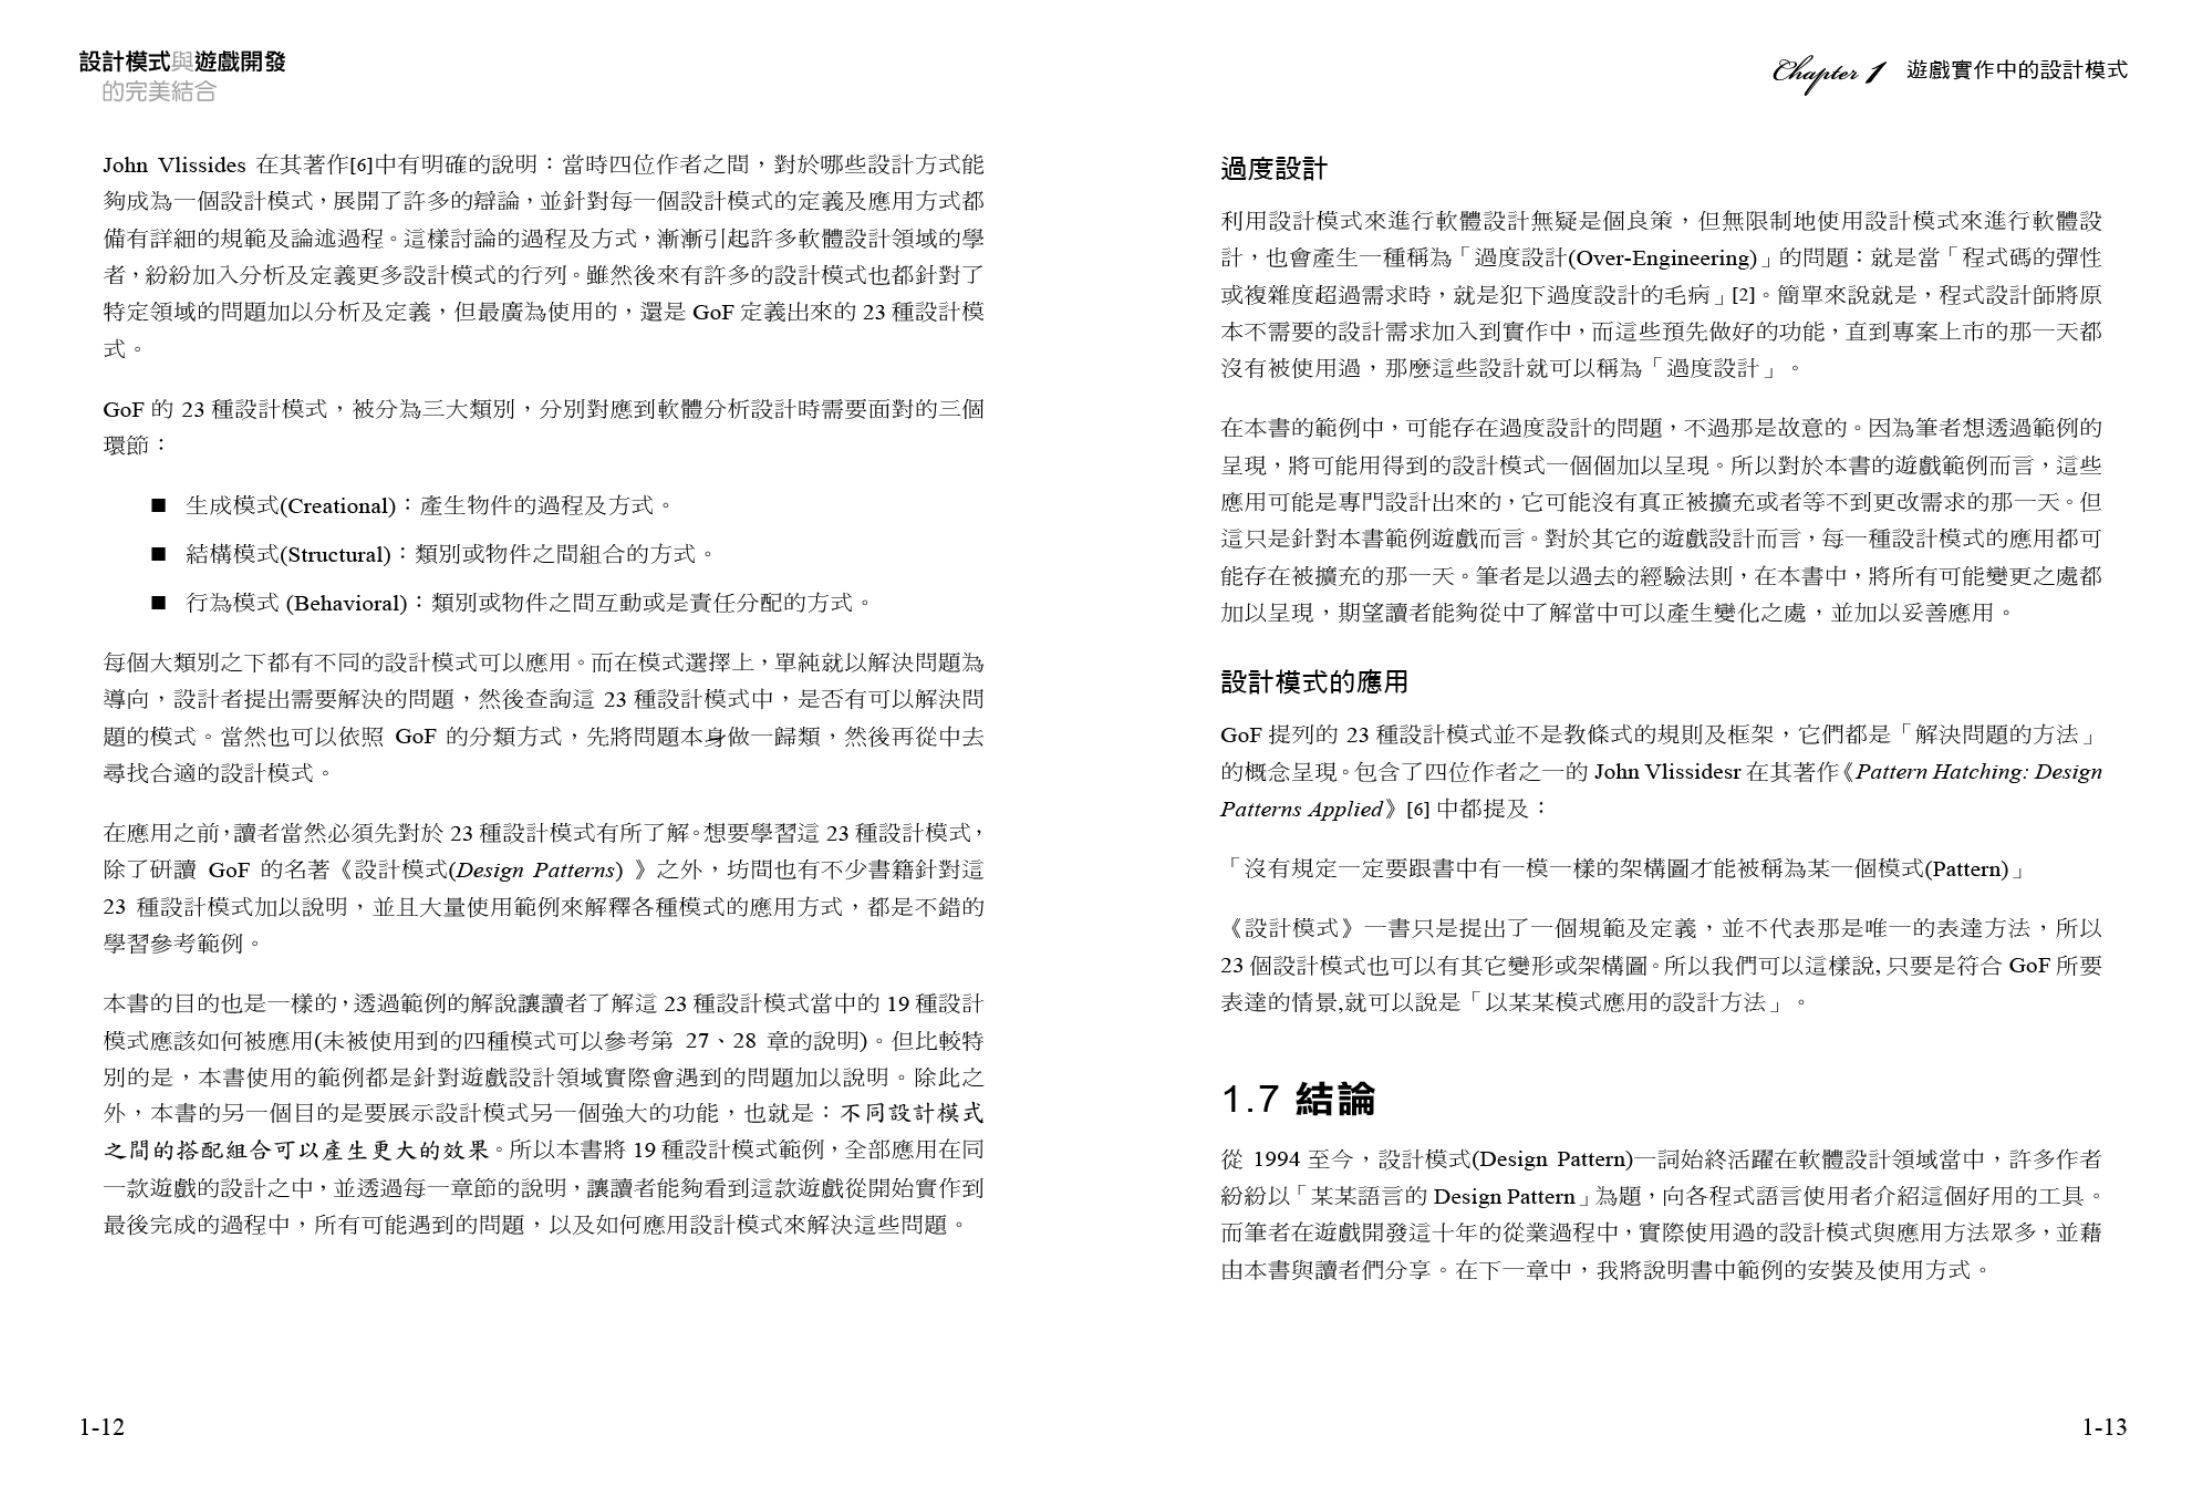 設計模式與遊戲開發
的完美結合
John Vlissides 在其著作[6]中有明確的說明：當時四位作者之間，對於哪些設計方式能
夠成為一個設計模式，展開了許多的辯論，並針對每一個設計模式的定義及應用方式都
備有詳細的規範及論述過程。這樣討論的過程及方式，漸漸引起許多軟體設計領域的學
者，紛紛加入分析及定義更多設計模式的行列。雖然後來有許多的設計模式也都針對了
特定領域的問題加以分析及定義，但最廣為使用的，還是 GoF 定義出來的 23 種設計模
式。
GoF 的 23 種設計模式，被分為三大類別，分別對應到軟體分析設計時需要面對的三個
環節：
■ 生成模式(Creational)：產生物件的過程及方式。
■ 結構模式(Structural)：類別或物件之間組合的方式。
■ 行為模式 (Behavioral)：類別或物件之間互動或是責任分配的方式。
每個大類別之下都有不同的設計模式可以應用。而在模式選擇上，單純就以解決問題為
導向，設計者提出需要解決的問題，然後查詢這 23 種設計模式中，是否有可以解決問
題的模式。當然也可以依照 GoF 的分類方式，先將問題本身做一歸類，然後再從中去
尋找合適的設計模式。
在應用之前，讀者當然必須先對於 23 種設計模式有所了解。想要學習這 23 種設計模式，
除了研讀 GoF 的名著《設計模式(Design Patterns) 》之外，坊間也有不少書籍針對這
23 種設計模式加以說明，並且大量使用範例來解釋各種模式的應用方式，都是不錯的
學習參考範例。
本書的目的也是一樣的，透過範例的解說讓讀者了解這 23 種設計模式當中的 19 種設計
模式應該如何被應用(未被使用到的四種模式可以參考第 27、28 章的說明)。但比較特
別的是，本書使用的範例都是針對遊戲設計領域實際會遇到的問題加以說明。除此之
外，本書的另一個目的是要展示設計模式另一個強大的功能，也就是：不同設計模式
之間的搭配組合可以產生更大的效果。所以本書將 19 種設計模式範例，全部應用在同
一款遊戲的設計之中，並透過每一章節的說明，讓讀者能夠看到這款遊戲從開始實作到
最後完成的過程中，所有可能遇到的問題，以及如何應用設計模式來解決這些問題。
1-12
Chapter 1 遊戲實作中的設計模式
過度設計
利用設計模式來進行軟體設計無疑是個良策，但無限制地使用設計模式來進行軟體設
計，也會產生一種稱為「過度設計(Over-Engineering)」的問題：就是當「程式碼的彈性
或複雜度超過需求時，就是犯下過度設計的毛病」[2]。簡單來說就是，程式設計師將原
本不需要的設計需求加入到實作中，而這些預先做好的功能，直到專案上市的那一天都
沒有被使用過，那麼這些設計就可以稱為「過度設計」。
在本書的範例中，可能存在過度設計的問題，不過那是故意的。因為筆者想透過範例的
呈現，將可能用得到的設計模式一個個加以呈現。所以對於本書的遊戲範例而言，這些
應用可能是專門設計出來的，它可能沒有真正被擴充或者等不到更改需求的那一天。但
這只是針對本書範例遊戲而言。對於其它的遊戲設計而言，每一種設計模式的應用都可
能存在被擴充的那一天。筆者是以過去的經驗法則，在本書中，將所有可能變更之處都
加以呈現，期望讀者能夠從中了解當中可以產生變化之處，並加以妥善應用。
設計模式的應用
GoF 提列的 23 種設計模式並不是教條式的規則及框架，它們都是「解決問題的方法」
的概念呈現。包含了四位作者之一的 John Vlissidesr 在其著作《Pattern Hatching: Design
Patterns Applied》[6] 中都提及：
「沒有規定一定要跟書中有一模一樣的架構圖才能被稱為某一個模式(Pattern)」
《設計模式》一書只是提出了一個規範及定義，並不代表那是唯一的表達方法，所以
23 個設計模式也可以有其它變形或架構圖。所以我們可以這樣說, 只要是符合 GoF 所要
表達的情景,就可以說是「以某某模式應用的設計方法」。
1.7 結論
從 1994 至今，設計模式(Design Pattern)一詞始終活躍在軟體設計領域當中，許多作者
紛紛以「某某語言的 Design Pattern」為題，向各程式語言使用者介紹這個好用的工具。
而筆者在遊戲開發這十年的從業過程中，實際使用過的設計模式與應用方法眾多，並藉
由本書與讀者們分享。在下一章中，我將說明書中範例的安裝及使用方式。
1-13